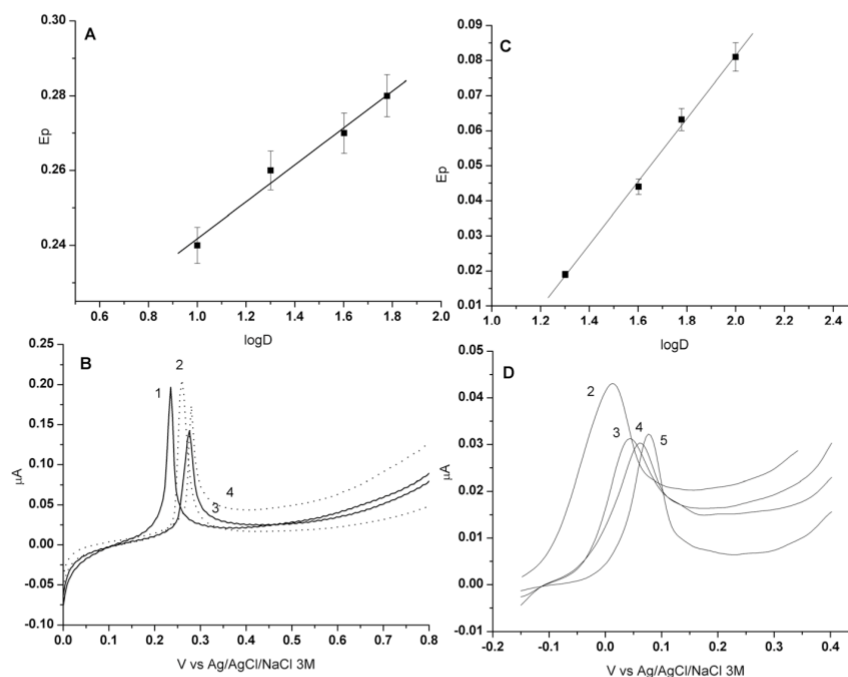 A
Ep
0.30
0.28
0.26
0.24
0.6 0.8 1.0 1.2 1.4 1.6 1.8 2.0
logD
C
Ep
0.09
0.08
0.07
0.06
0.05
0.04
0.03
0.02
0.01
1.0 1.2 1.4 1.6 1.8 2.0 2.2 2.4
logD
B
µA
0.25
0.20
0.15
0.10
0.05
0.00
-0.05
-0.10
1
2
3
4
0.0 0.1 0.2 0.3 0.4 0.5 0.6 0.7 0.8
V vs Ag/AgCl/NaCl 3M
D
µA
0.05
0.04
0.03
0.02
0.01
0.00
-0.01
2
3
4
5
-0.2 -0.1 0.0 0.1 0.2 0.3 0.4
V vs Ag/AgCl/NaCl 3M